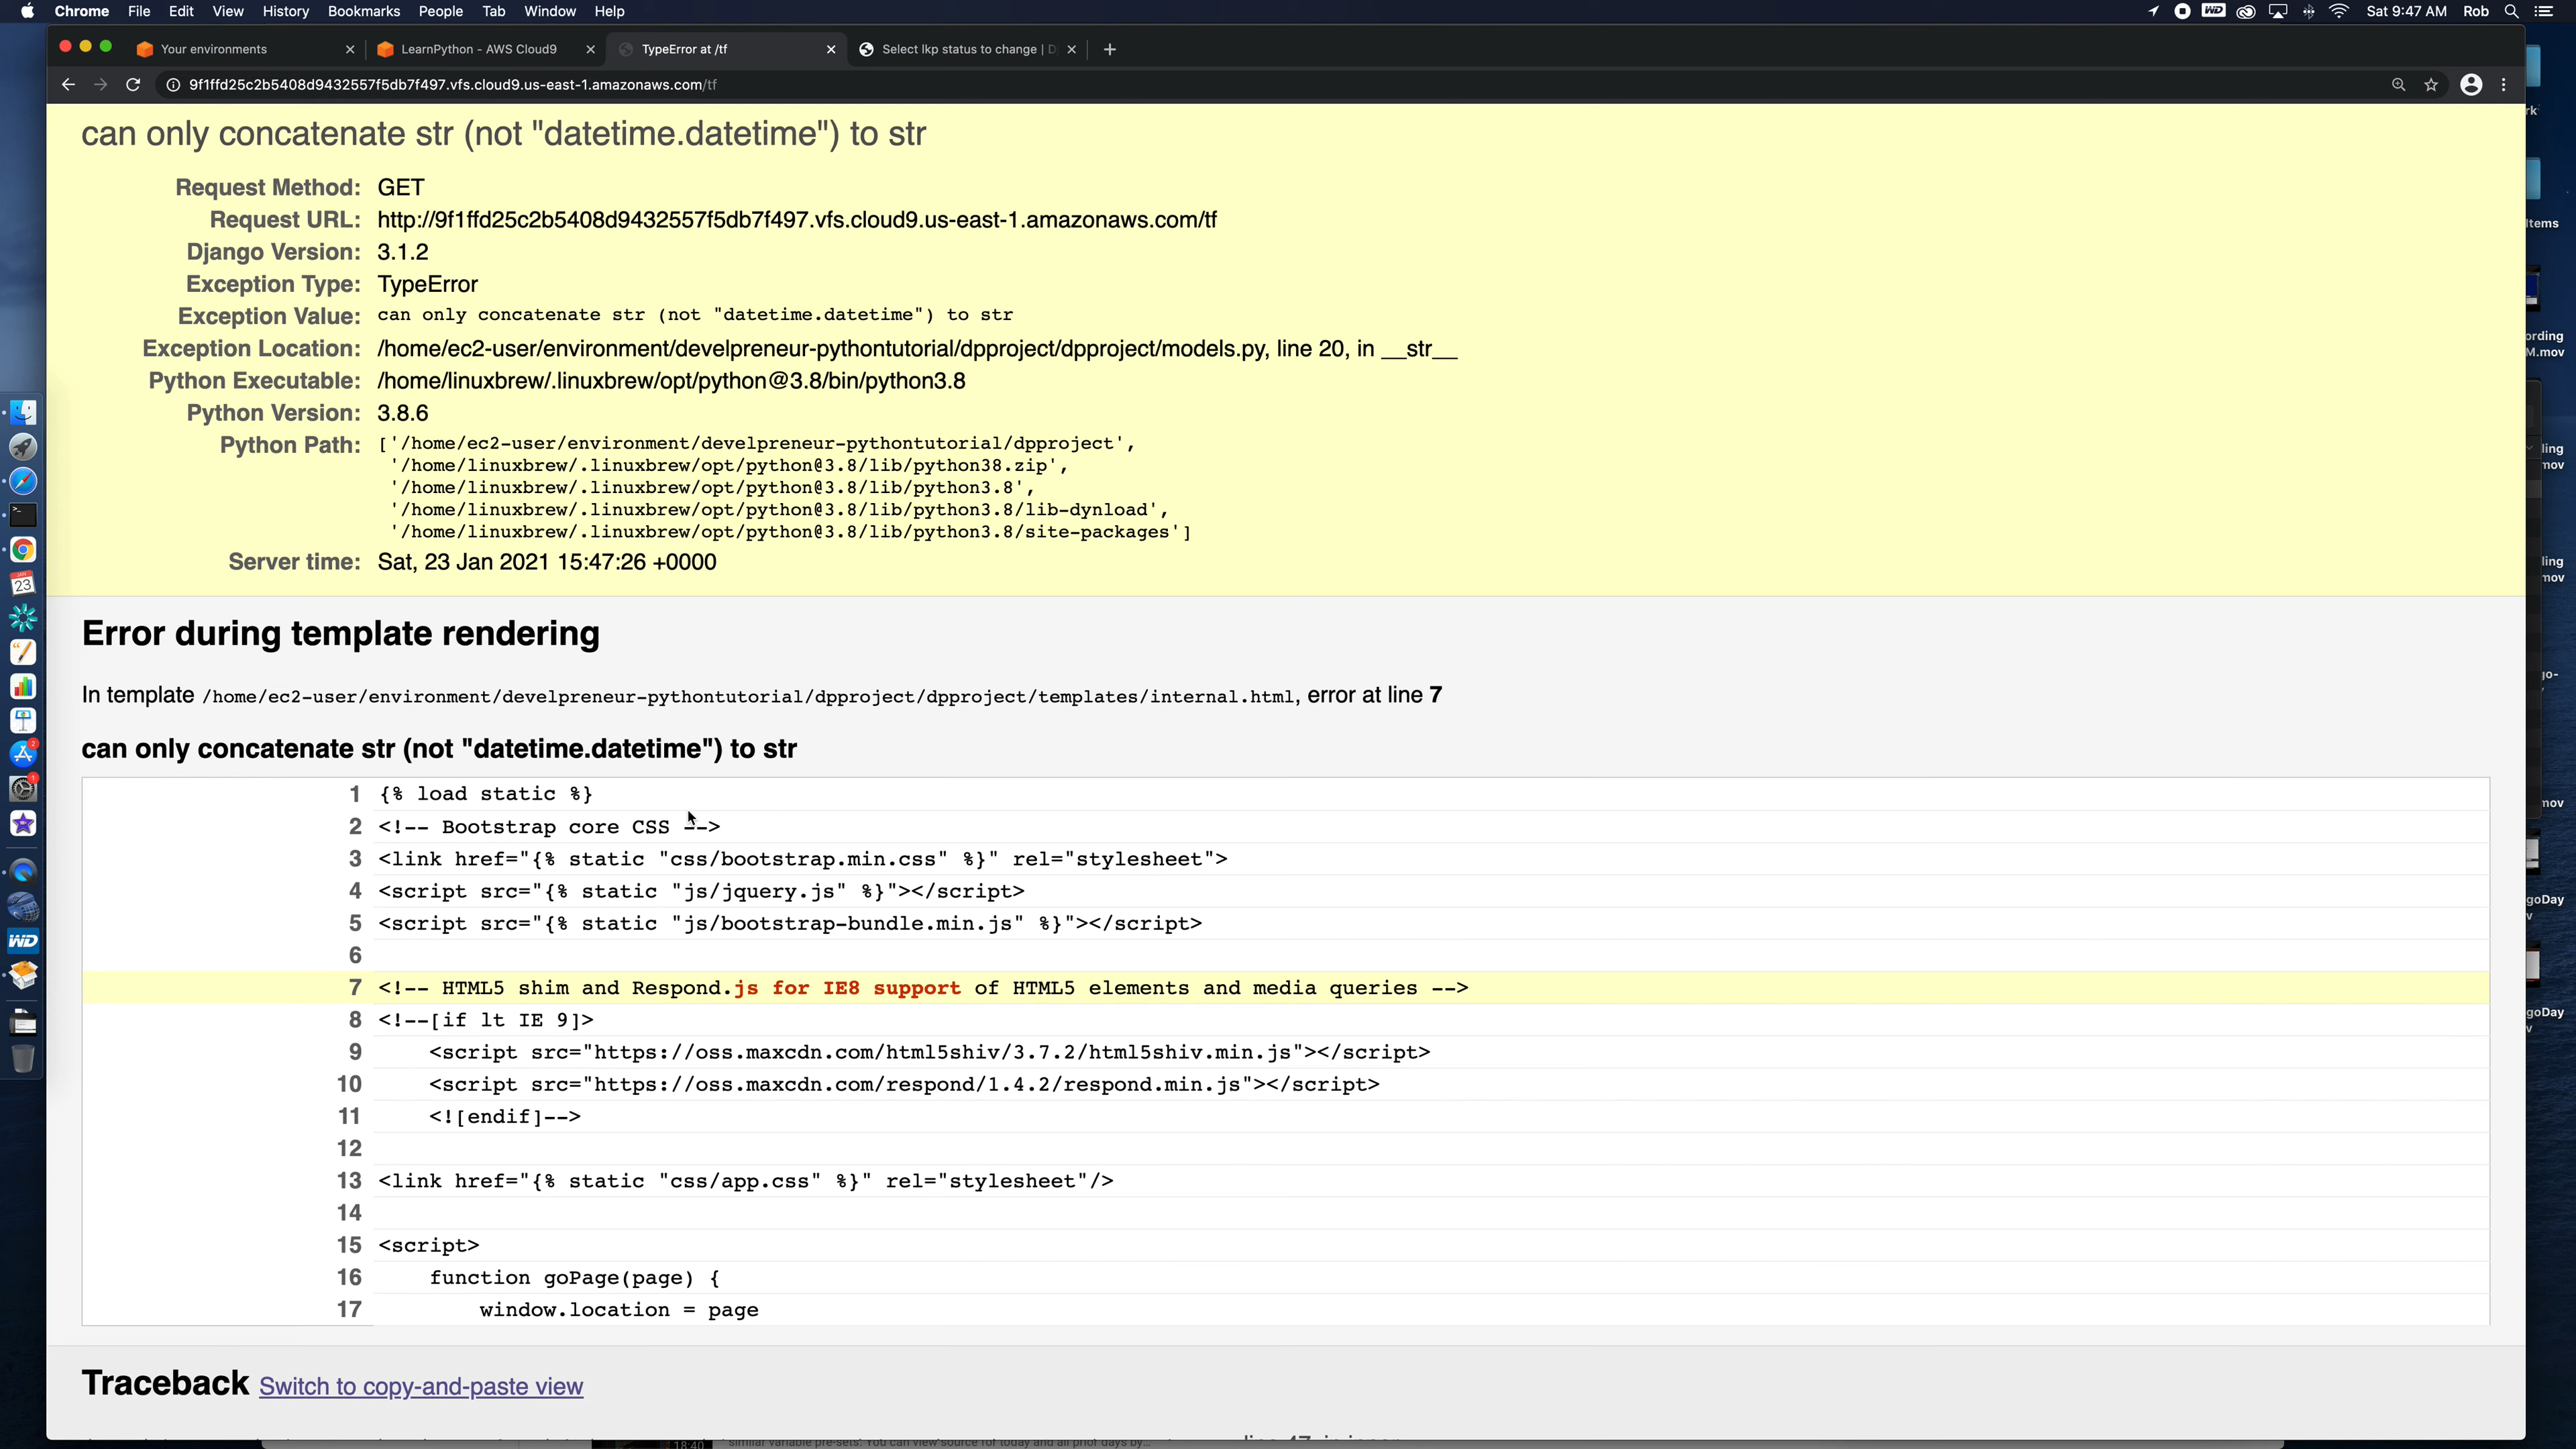 Chrome File Edit View History Bookmarks People Tab Window Help
WD Sat 9:47 AM Rob
Your environments
LearnPython - AWS Cloud9
TypeError at /tf
Select lkp status to change | D
9f1ffd25c2b5408d9432557f5db7f497.vfs.cloud9.us-east-1.amazonaws.com/tf
can only concatenate str (not "datetime.datetime") to str
Request Method: GET
Request URL: http://9f1ffd25c2b5408d9432557f5db7f497.vfs.cloud9.us-east-1.amazonaws.com/tf
Django Version: 3.1.2
Exception Type: TypeError
Exception Value: can only concatenate str (not "datetime.datetime") to str
Exception Location: /home/ec2-user/environment/develpreneur-pythontutorial/dpproject/dpproject/models.py, line 20, in __str__
Python Executable: /home/linuxbrew/.linuxbrew/opt/python@3.8/bin/python3.8
Python Version: 3.8.6
Python Path: ['/home/ec2-user/environment/develpreneur-pythontutorial/dpproject',
'/home/linuxbrew/.linuxbrew/opt/python@3.8/lib/python38.zip',
'/home/linuxbrew/.linuxbrew/opt/python@3.8/lib/python3.8',
'/home/linuxbrew/.linuxbrew/opt/python@3.8/lib/python3.8/lib-dynload',
'/home/linuxbrew/.linuxbrew/opt/python@3.8/lib/python3.8/site-packages']
Server time: Sat, 23 Jan 2021 15:47:26 +0000
Error during template rendering
In template /home/ec2-user/environment/develpreneur-pythontutorial/dpproject/dpproject/templates/internal.html, error at line 7
can only concatenate str (not "datetime.datetime") to str
1 {% load static %}
2 <!-- Bootstrap core CSS -->
3 <link href="{% static "css/bootstrap.min.css" %}" rel="stylesheet">
4 <script src="{% static "js/jquery.js" %}"></script>
5 <script src="{% static "js/bootstrap-bundle.min.js" %}"></script>
6
7 <!-- HTML5 shim and Respond.js for IE8 support of HTML5 elements and media queries -->
8 <!--[if lt IE 9]>
9 <script src="https://oss.maxcdn.com/html5shiv/3.7.2/html5shiv.min.js"></script>
10 <script src="https://oss.maxcdn.com/respond/1.4.2/respond.min.js"></script>
11 <![endif]-->
12
13 <link href="{% static "css/app.css" %}" rel="stylesheet"/>
14
15 <script>
16 function goPage(page) {
17 window.location = page
Traceback Switch to copy-and-paste view